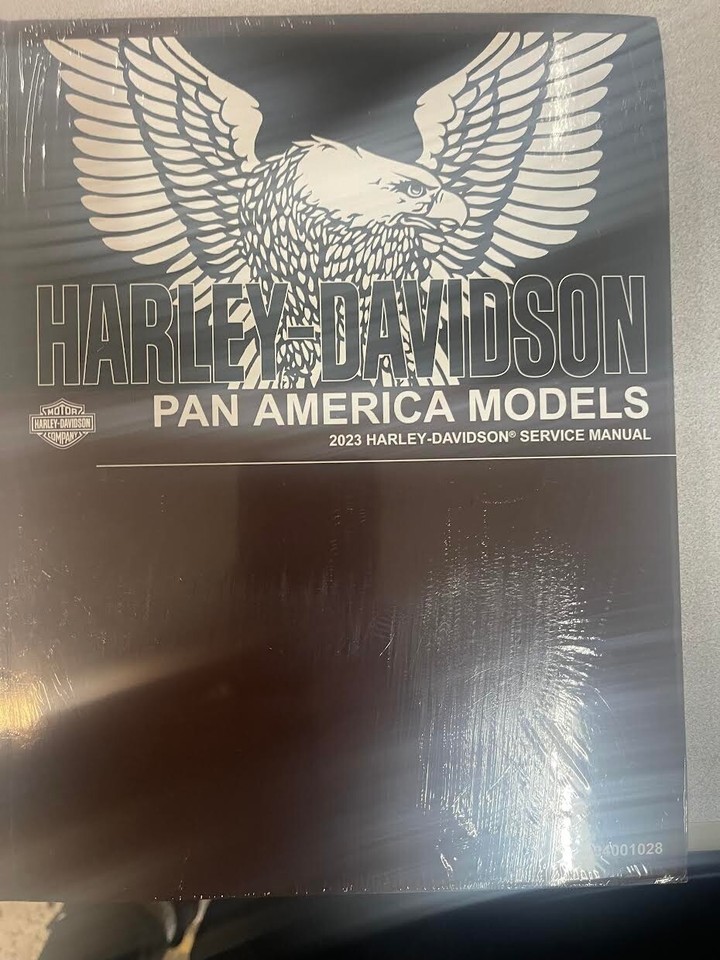 HARLEY-DAVIDSON
PAN AMERICA MODELS
2023 HARLEY-DAVIDSON® SERVICE MANUAL
MOTOR
HARLEY-DAVIDSON
COMPANY